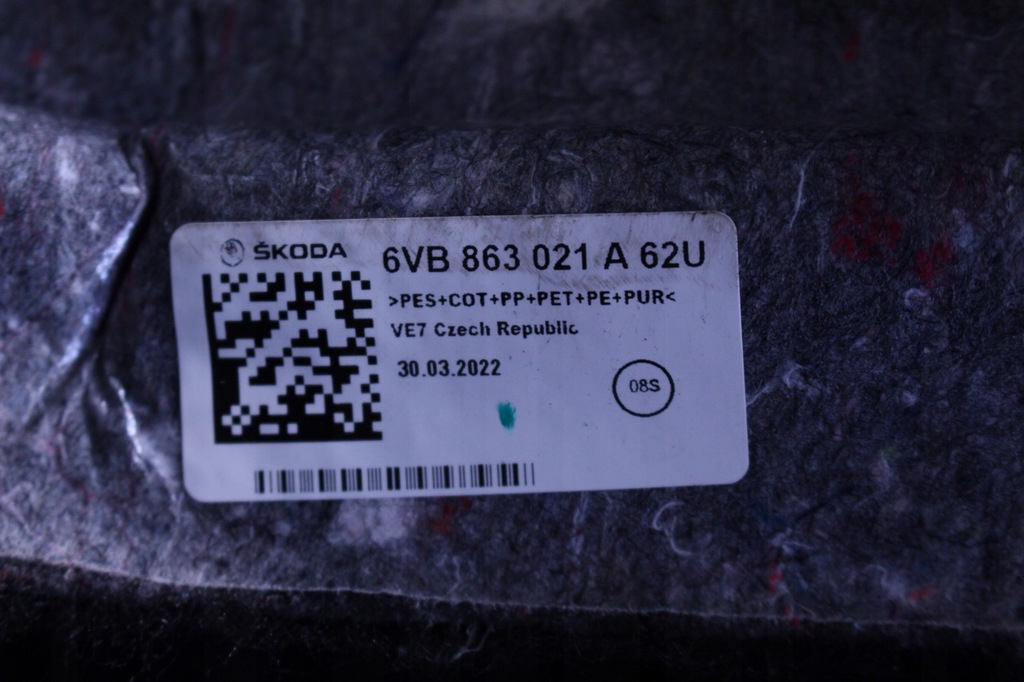 ŠKODA
6VB 863 021 A 62U
>PES+COT+PP+PET+PE+PUR<
VE7 Czech Republic
30.03.2022
08S